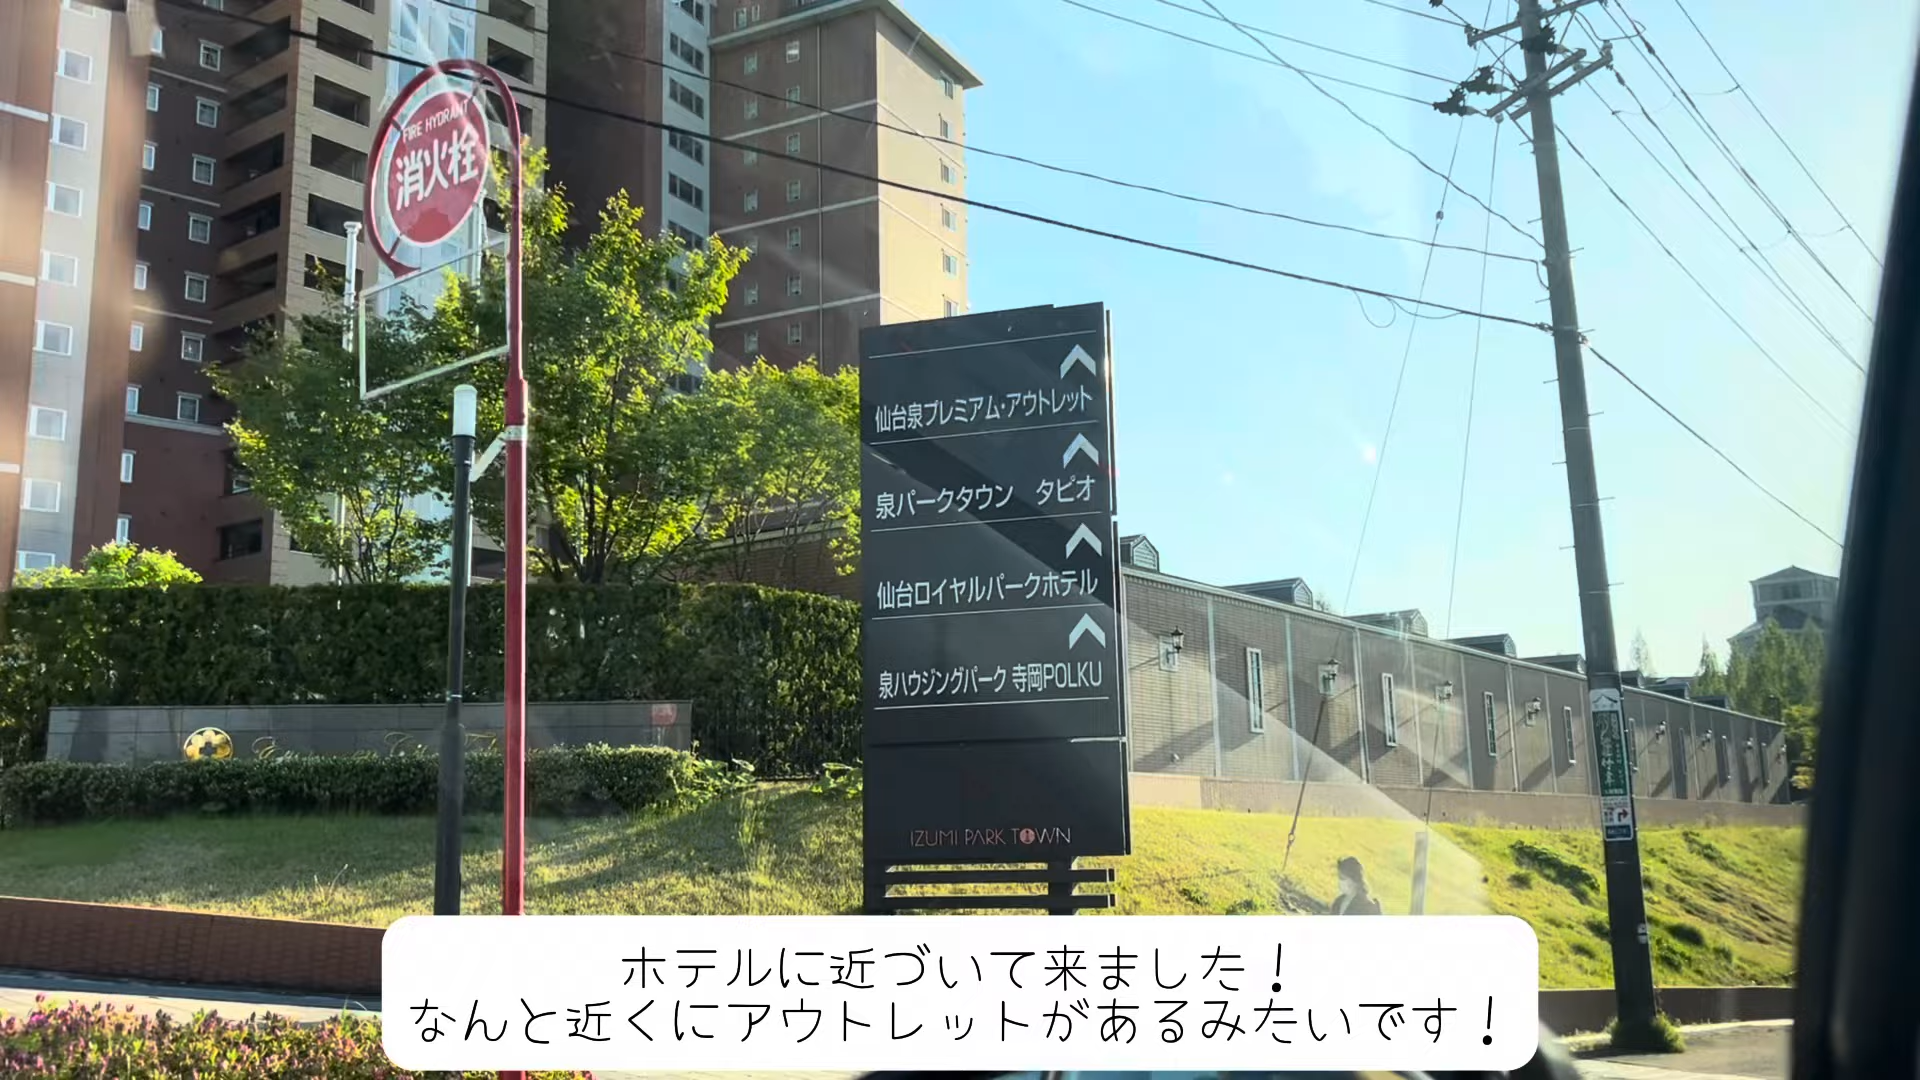 FIRE HYDRANT
消火栓
仙台泉プレミアム・アウトレット
泉パークタウン　タピオ
仙台ロイヤルパークホテル
泉ハウジングパーク 寺岡POLKU
IZUMI PARK TOWN
ホテルに近づいて来ました！
なんと近くにアウトレットがあるみたいです！